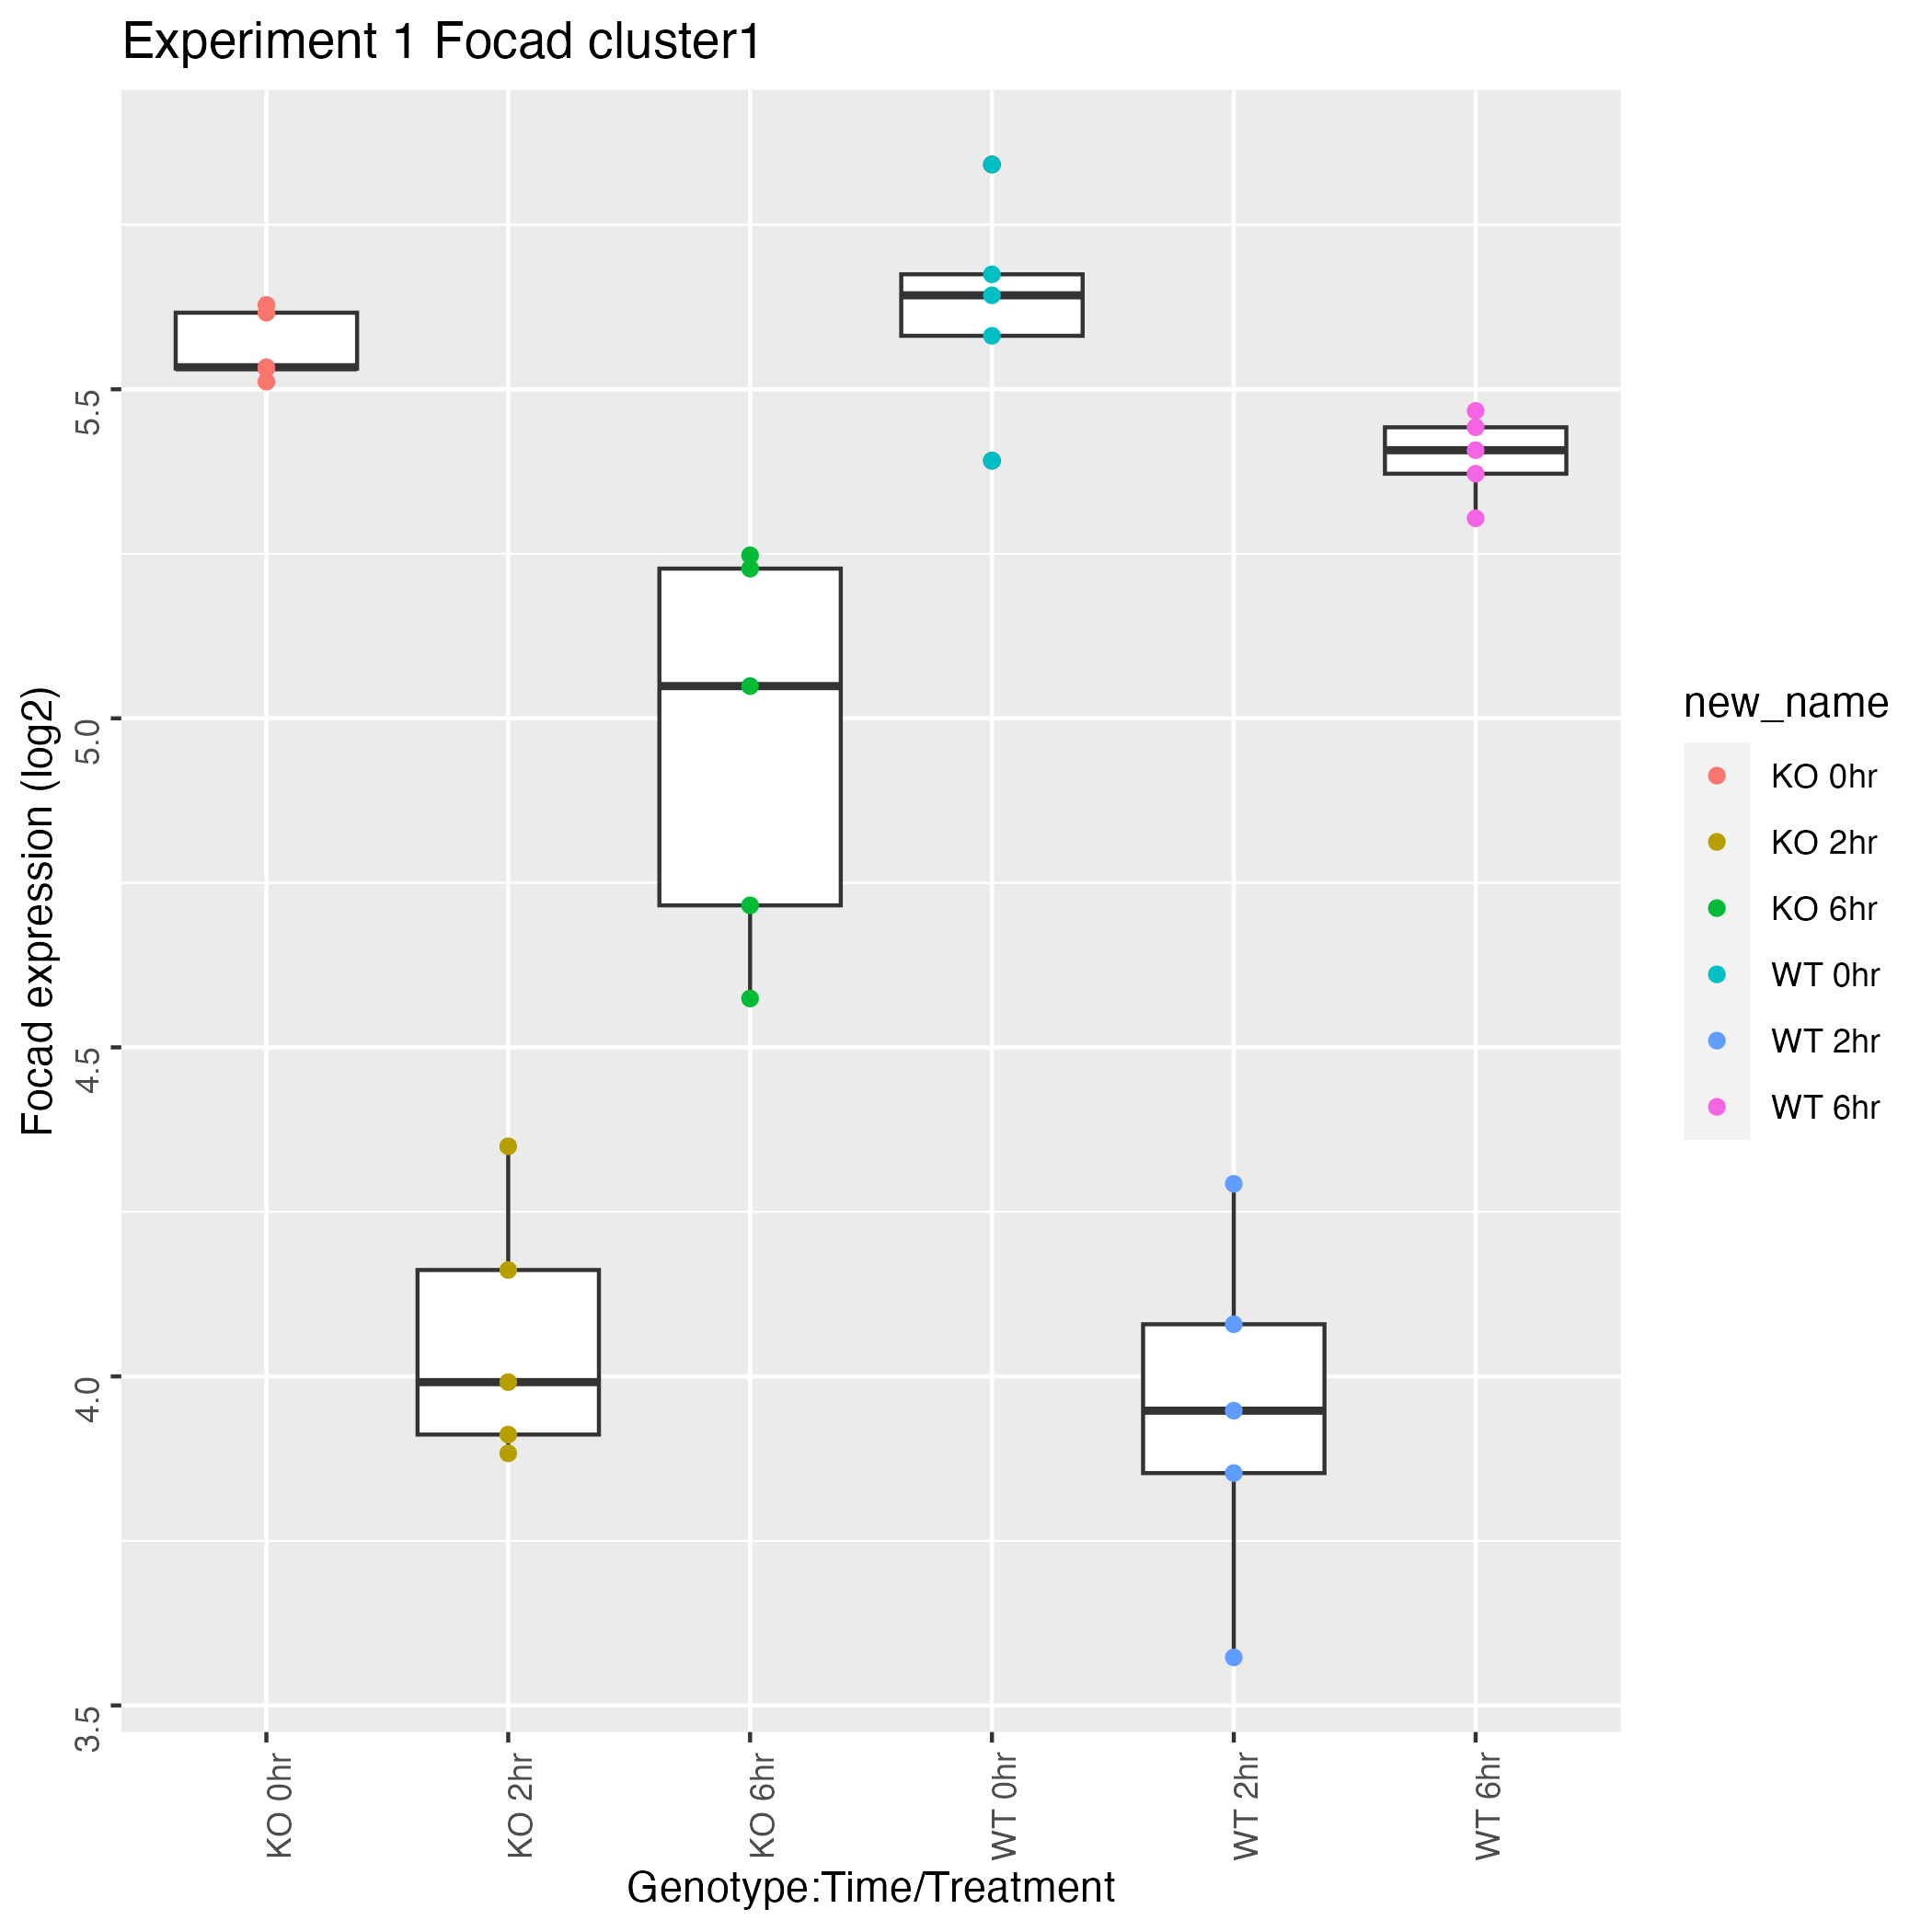 Experiment 1 Focad cluster1
Focad expression (log2)
5.5
5.0
4.5
4.0
3.5
KO 0hr
KO 2hr
KO 6hr
WT 0hr
WT 2hr
WT 6hr
Genotype:Time/Treatment
new_name
KO 0hr
KO 2hr
KO 6hr
WT 0hr
WT 2hr
WT 6hr